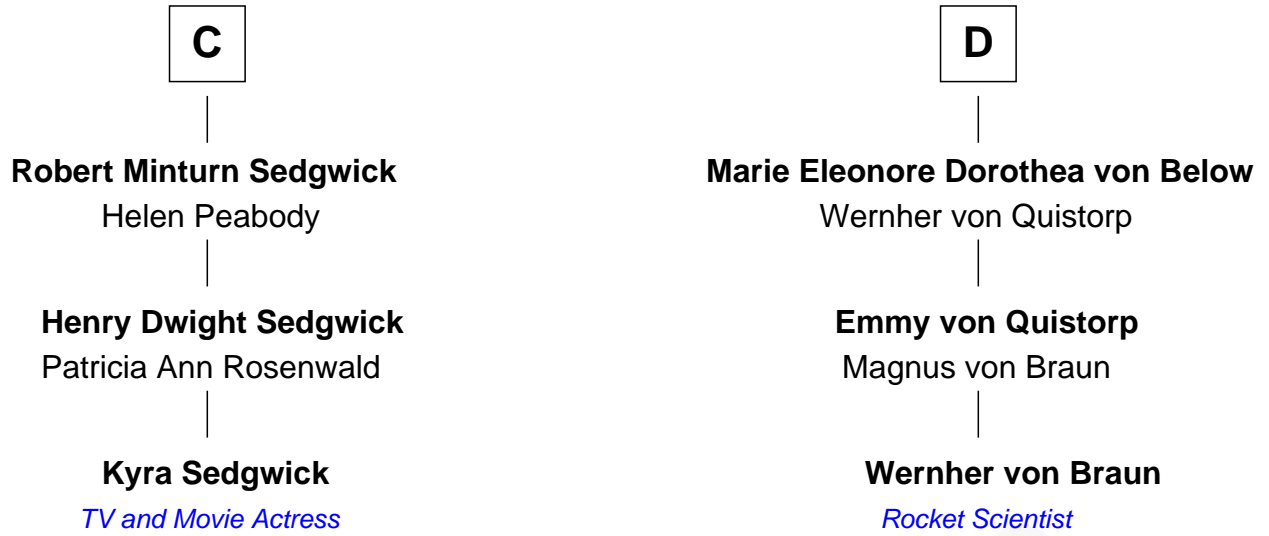 C
Robert Minturn Sedgwick
Helen Peabody
Henry Dwight Sedgwick
Patricia Ann Rosenwald
Kyra Sedgwick
TV and Movie Actress
D
Marie Eleonore Dorothea von Below
Wernher von Quistorp
Emmy von Quistorp
Magnus von Braun
Wernher von Braun
Rocket Scientist